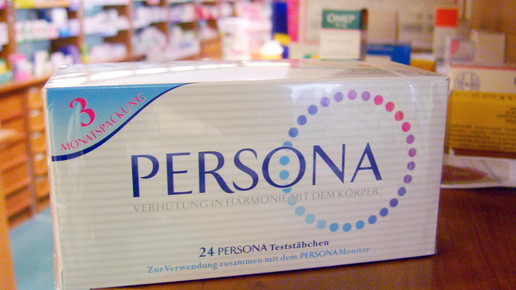 3
MONATSPACKUNG
PERSONA
VERHÜTUNG IN HARMONIE MIT DEM KÖRPER
24 PERSONA Teststäbchen
Zur Verwendung zusammen mit dem PERSONA Monitor